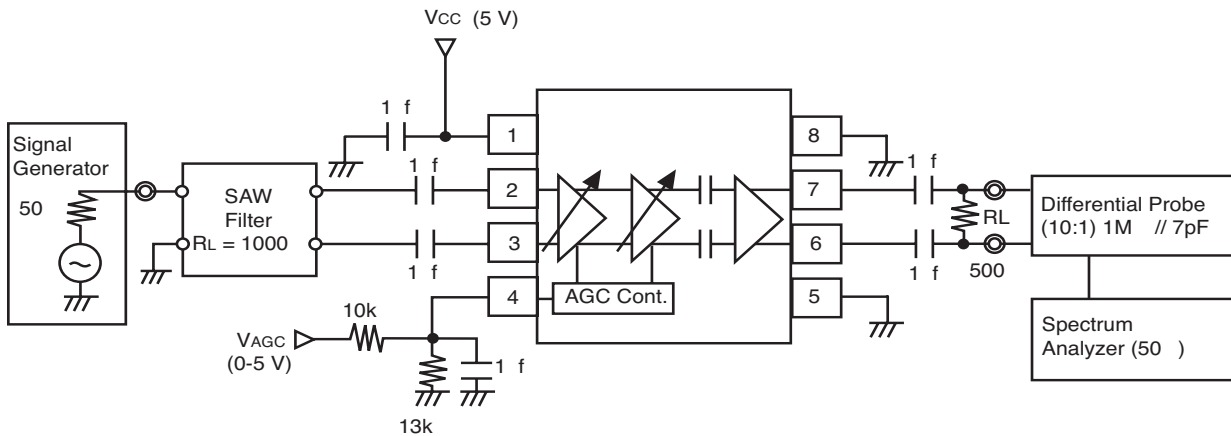 VCC (5 V)
1 f
Signal
Generator
50
SAW
Filter
RL = 1000
1 f
1 f
1
2
3
4
AGC Cont.
8
7
6
5
1 f
1 f
RL
500
Differential Probe
(10:1) 1M // 7pF
Spectrum
Analyzer (50 )
VAGC
(0-5 V)
10k
13k
1 f